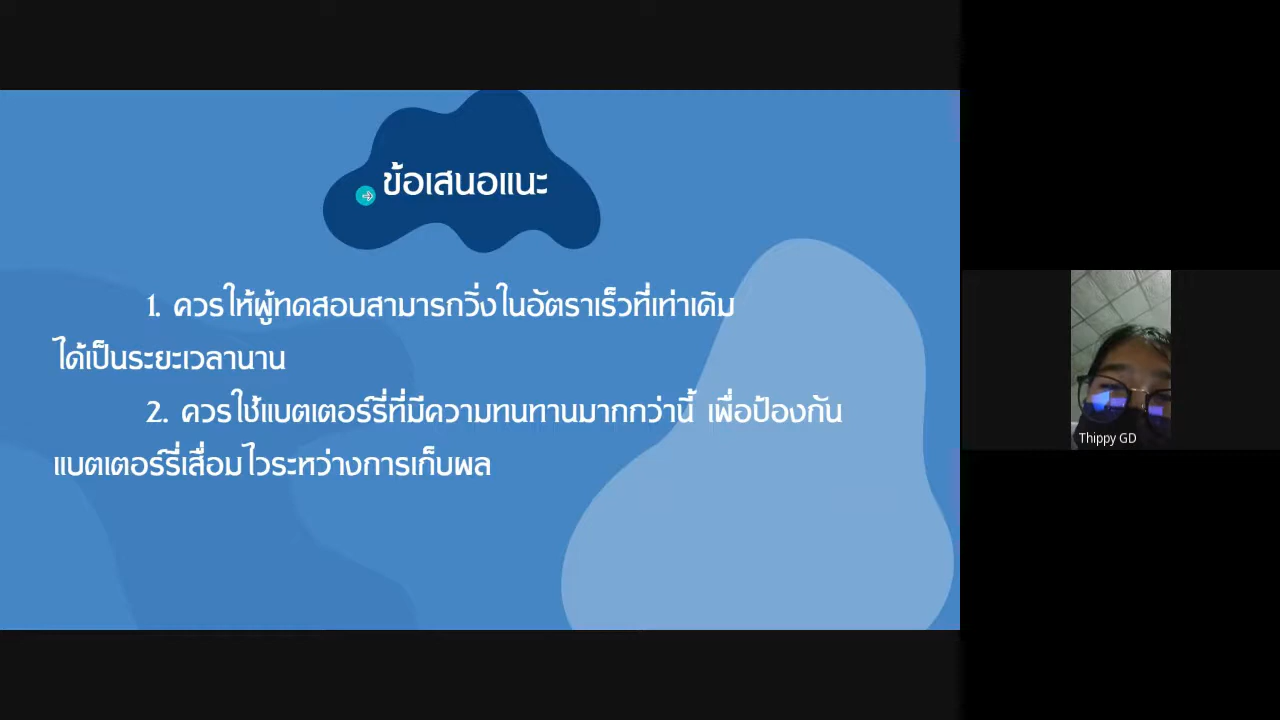 ข้อเสนอแนะ
1. ควรให้ผู้ทดสอบสามารถวิ่งในอัตราเร็วที่เท่าเดิม
ได้เป็นระยะเวลานาน
2. ควรใช้แบตเตอร์รี่ที่มีความทนทานมากกว่านี้ เพื่อป้องกัน
แบตเตอร์รี่เสื่อมไวระหว่างการเก็บผล
Thippy GD